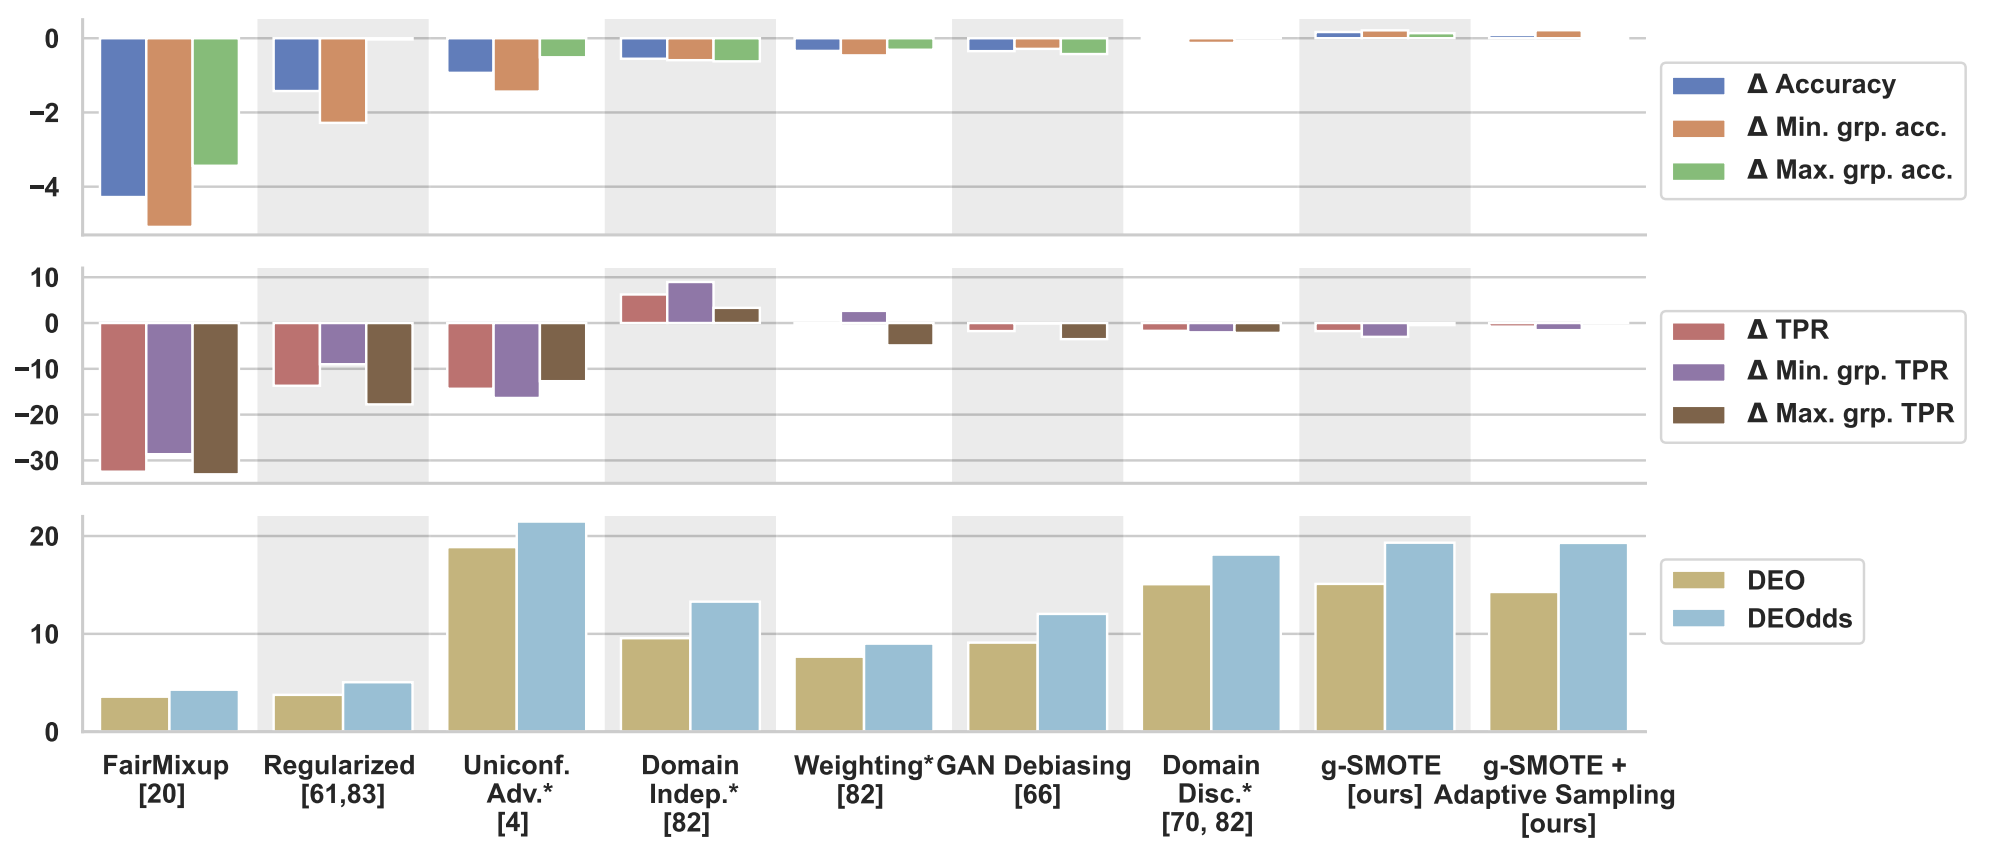 0
−2
−4
Δ Accuracy
Δ Min. grp. acc.
Δ Max. grp. acc.
10
0
−10
−20
−30
Δ TPR
Δ Min. grp. TPR
Δ Max. grp. TPR
20
10
0
DEO
DEOdds
FairMixup
[20]
Regularized
[61,83]
Uniconf.
Adv.*
[4]
Domain
Indep.*
[82]
Weighting*
[82]
GAN Debiasing
[66]
Domain
Disc.*
[70, 82]
g-SMOTE
[ours]
g-SMOTE +
Adaptive Sampling
[ours]